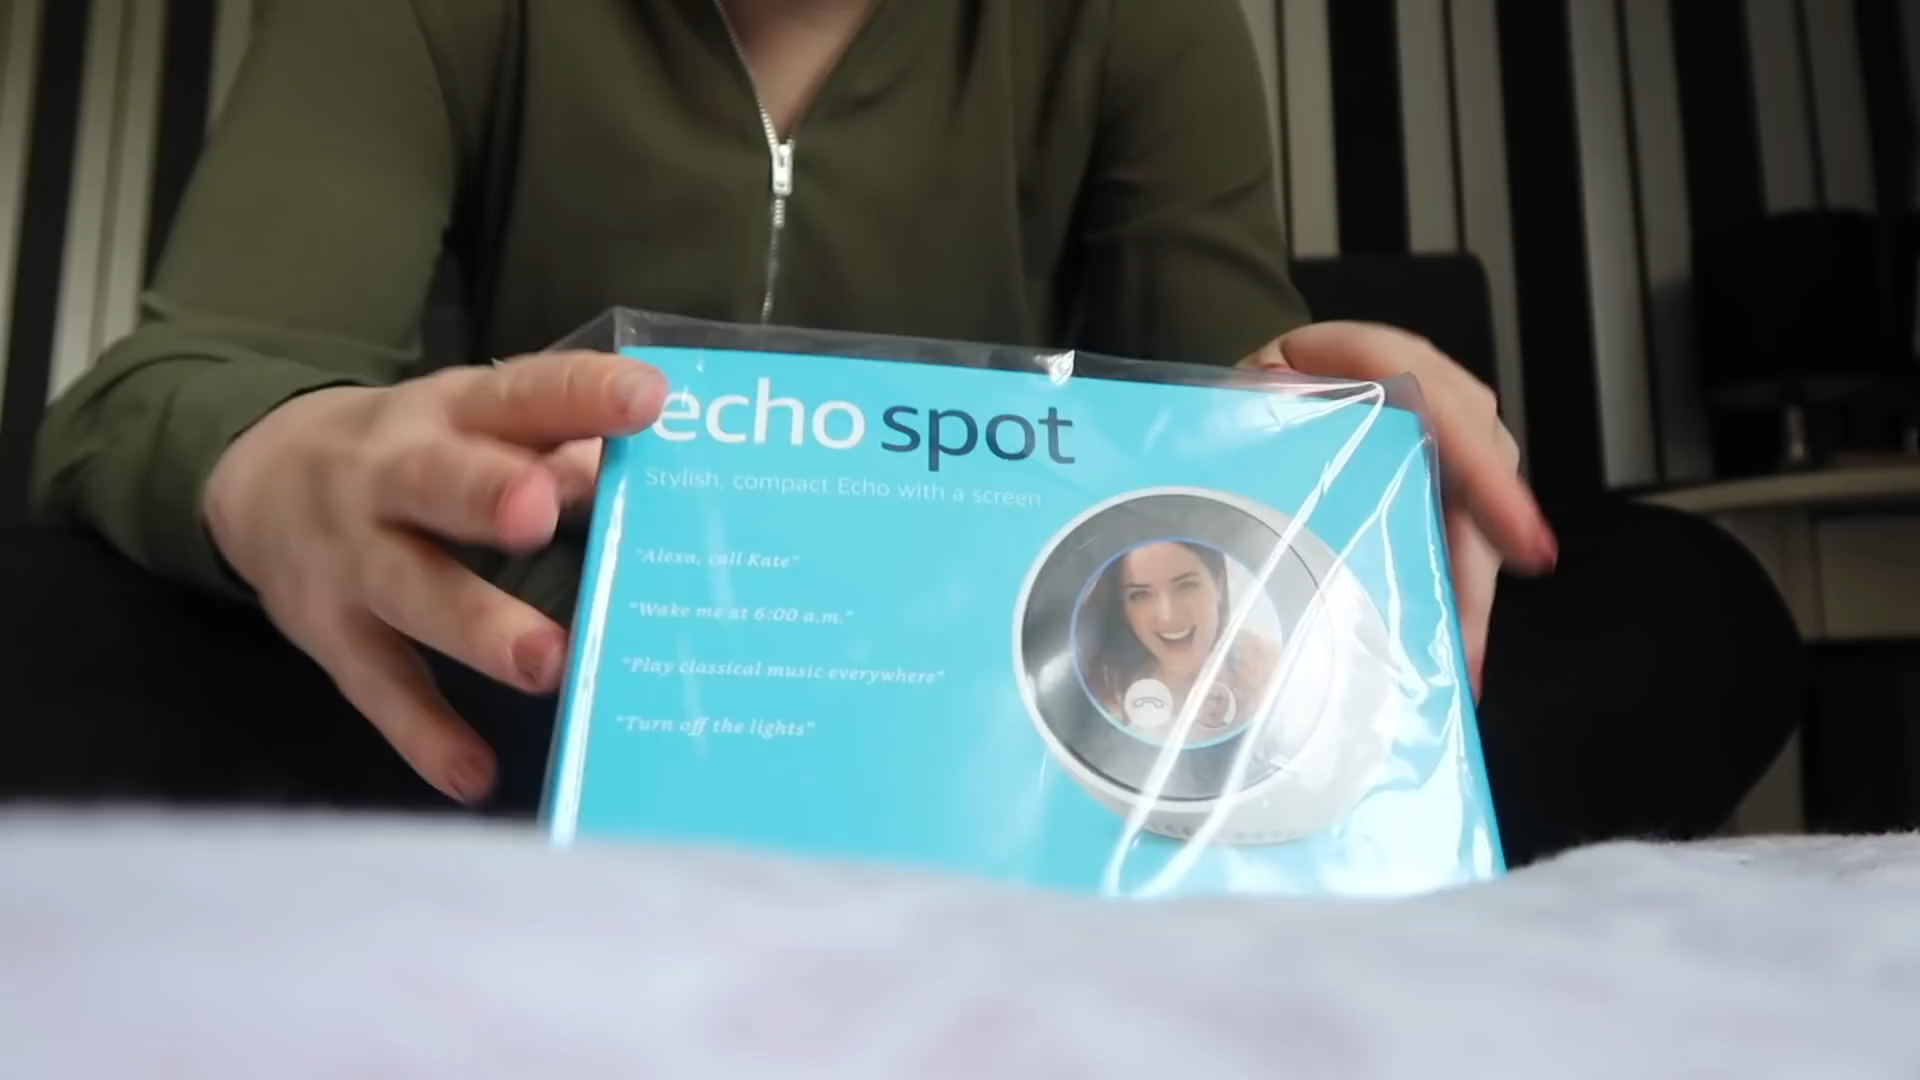 echo spot
Stylish, compact Echo with a screen
"Alexa, call Kate"
"Wake me at 6:00 a.m."
"Play classical music everywhere"
"Turn off the lights"